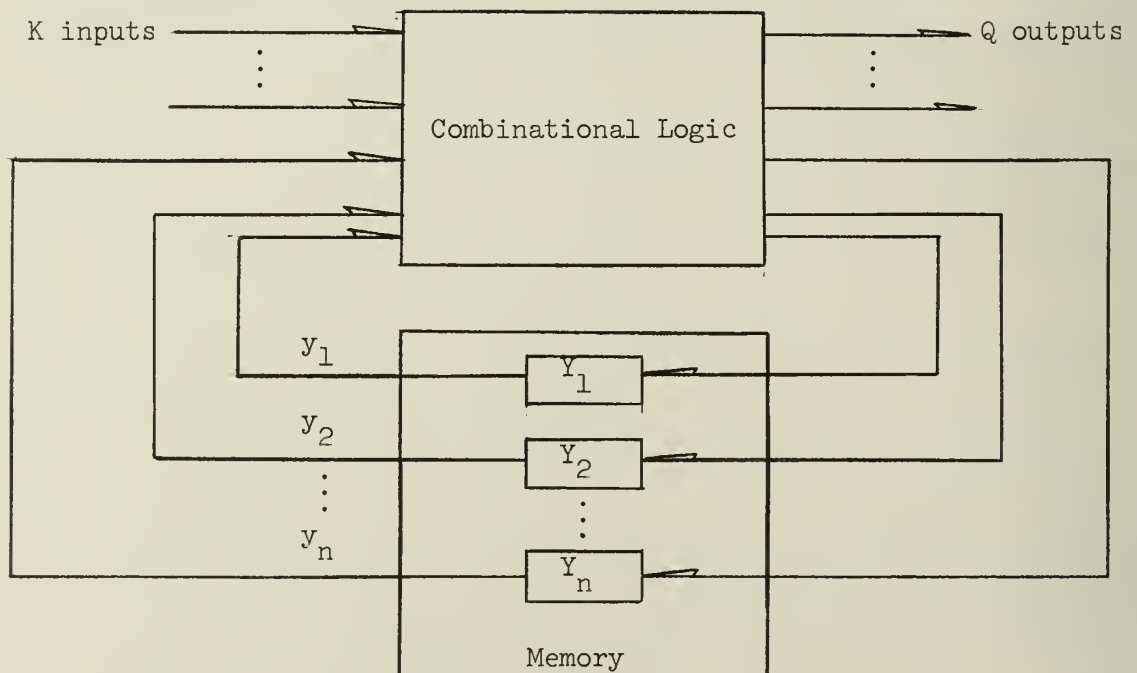 K inputs
Q outputs
Combinational Logic
y1
Y1
y2
Y2
yn
Yn
Memory